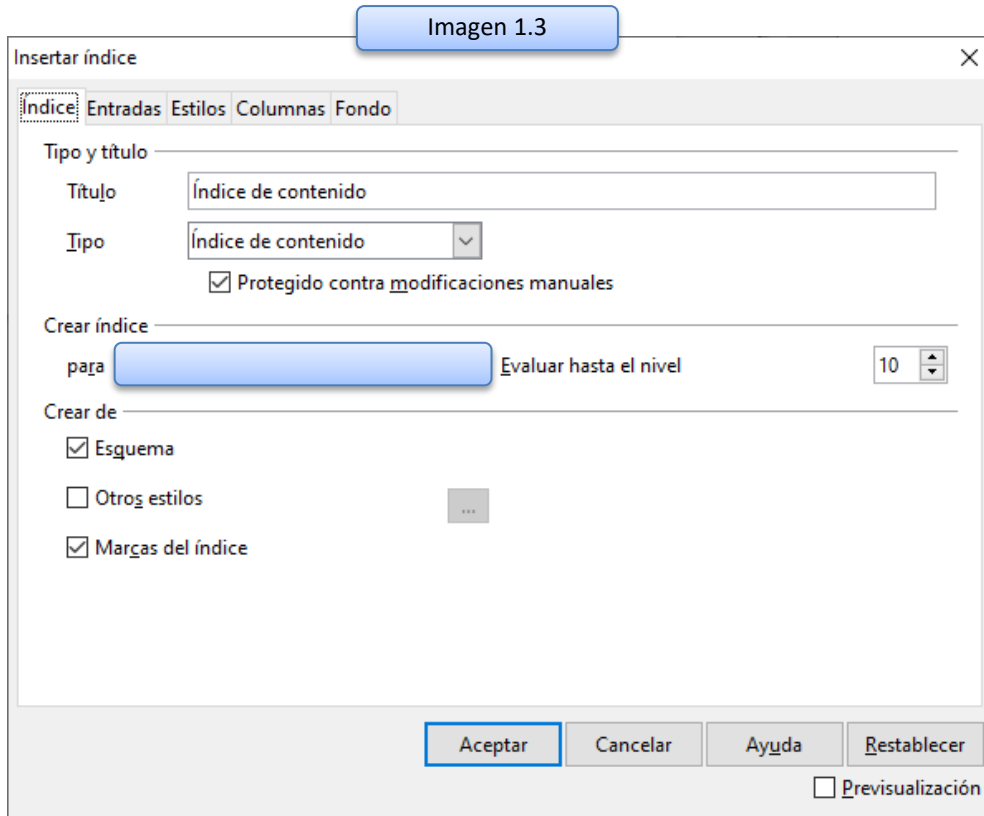 Imagen 1.3
Insertar índice
Índice Entradas Estilos Columnas Fondo
Tipo y título
Título Índice de contenido
Tipo Índice de contenido
Protegido contra modificaciones manuales
Crear índice
para Evaluar hasta el nivel 10
Crear de
Esquema
Otros estilos ...
Marcas del índice
Aceptar Cancelar Ayuda Restablecer
Previsualización